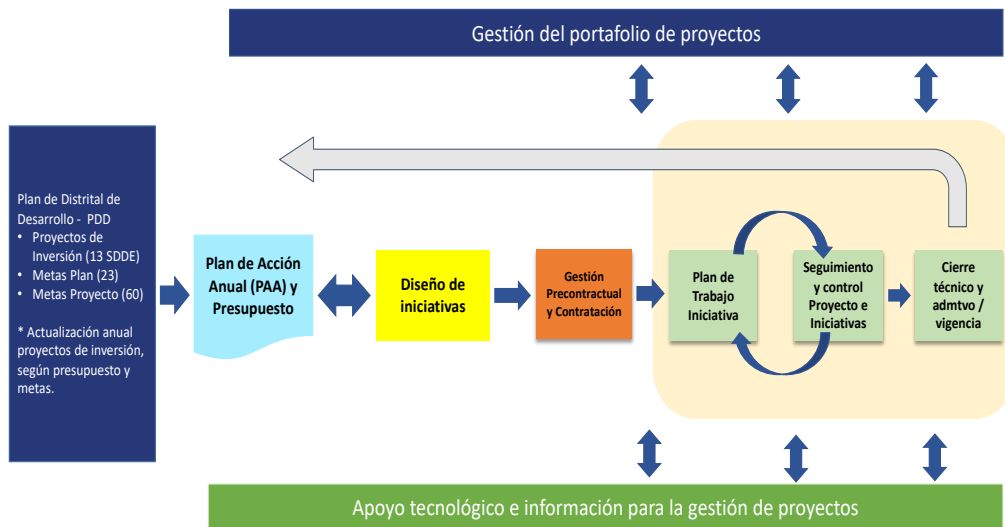 Gestión del portafolio de proyectos
Plan de Distrital de
Desarrollo - PDD
• Proyectos de
Inversión (13 SDDE)
• Metas Plan (23)
• Metas Proyecto (60)
* Actualización anual
proyectos de inversión,
según presupuesto y
metas.
Plan de Acción
Anual (PAA) y
Presupuesto
Diseño de
iniciativas
Gestión
Precontractual
y Contratación
Plan de
Trabajo
Iniciativa
Seguimiento
y control
Proyecto e
Iniciativas
Cierre
técnico y
admtvo /
vigencia
Apoyo tecnológico e información para la gestión de proyectos